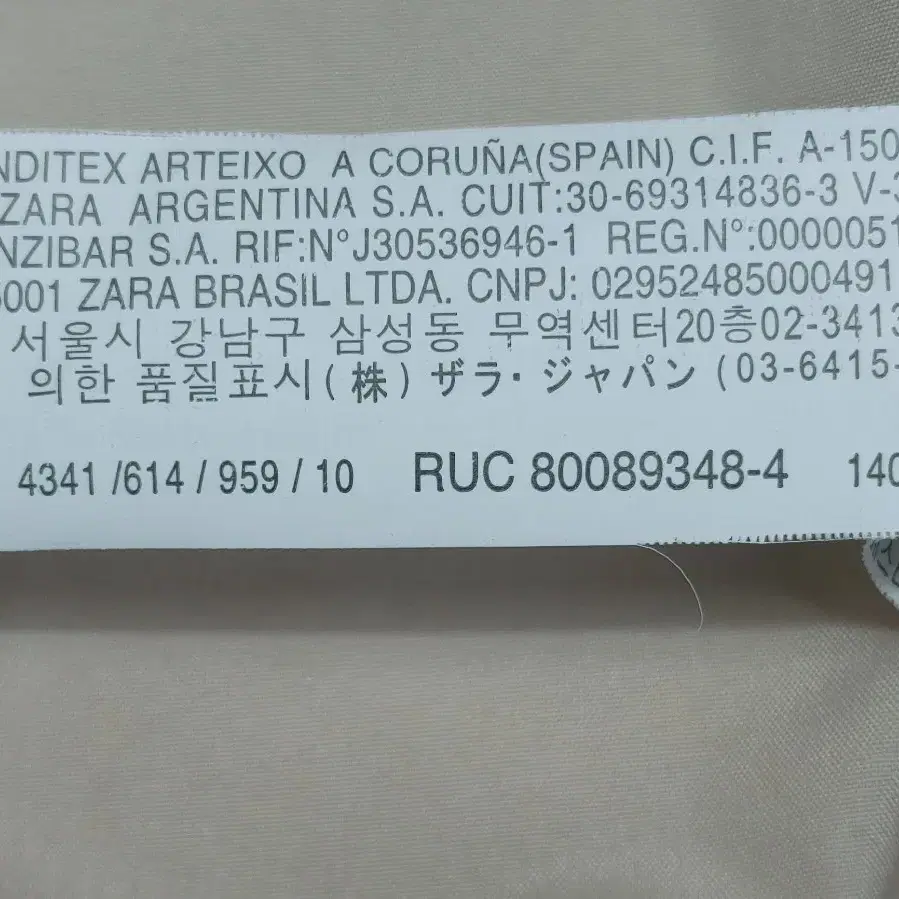 NDITEX ARTEIXO A CORUÑA(SPAIN) C.I.F. A-150
ZARA ARGENTINA S.A. CUIT:30-69314836-3 V-3
NZIBAR S.A. RIF:N°J30536946-1 REG.N°:0000051
5001 ZARA BRASIL LTDA. CNPJ: 02952485000491
서울시 강남구 삼성동 무역센터20층02-3413
의한 품질표시(株) ザラ・ジャパン (03-6415-
4341 /614 / 959 / 10 RUC 80089348-4 140